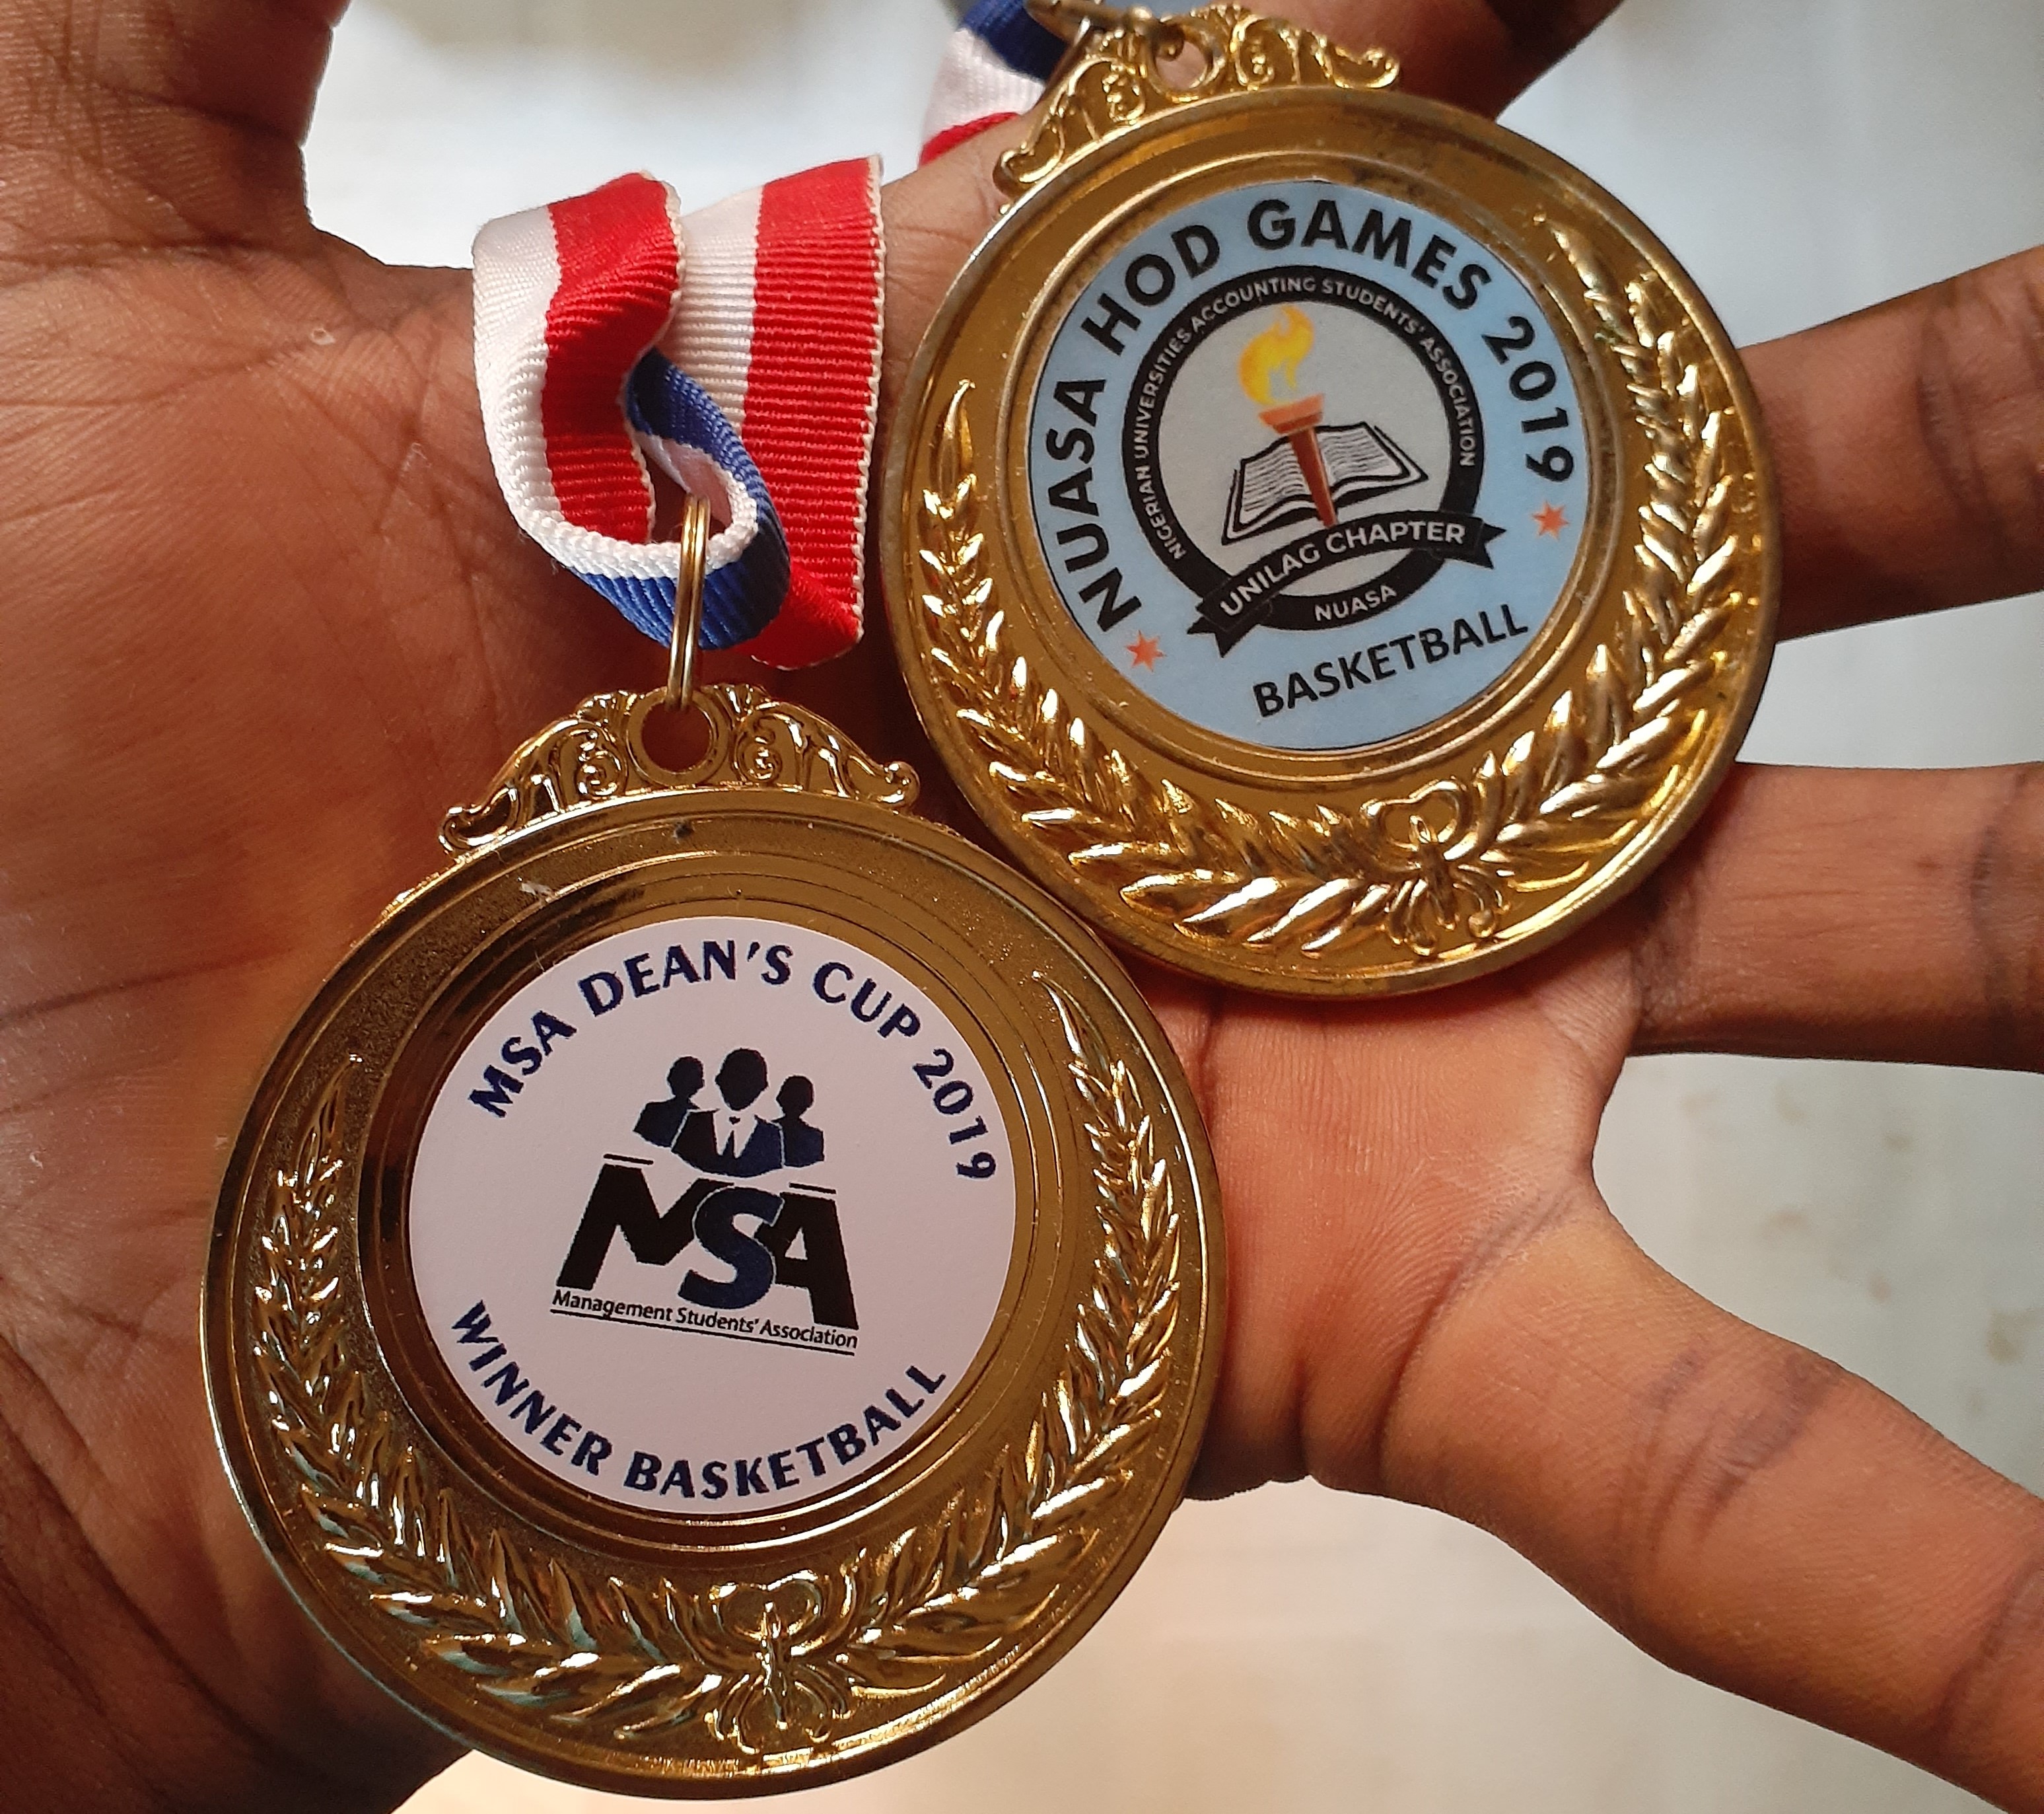 NUASA HOD GAMES 2019
NIGERIAN UNIVERSITIES ACCOUNTING STUDENTS' ASSOCIATION
UNILAG CHAPTER
NUASA
BASKETBALL
MSA DEAN'S CUP 2019
MSA
Management Students' Association
WINNER BASKETBALL